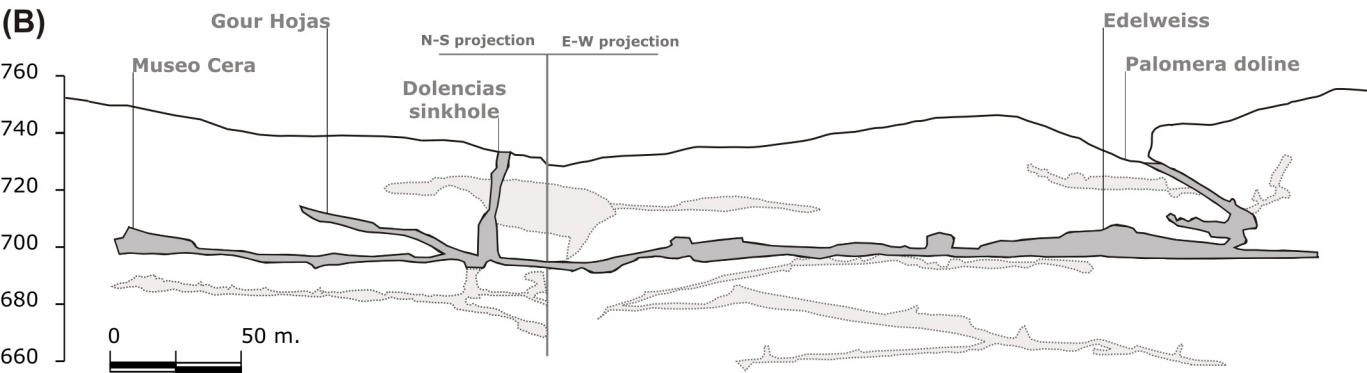 (B)
Gour Hojas
Edelweiss
N-S projection
E-W projection
Museo Cera
Palomera doline
760
Dolencias
sinkhole
740
720
700
680
0
50 m.
660